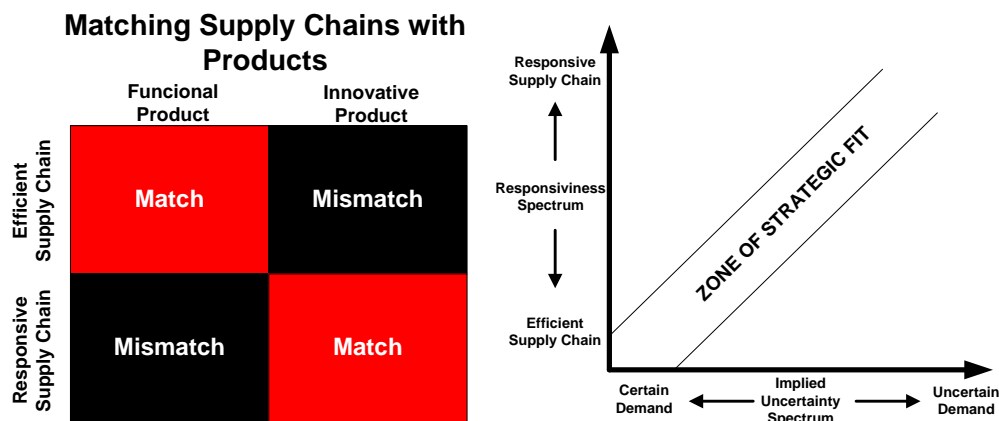 Matching Supply Chains with
Products
Funcional
Product
Innovative
Product
Efficient
Supply Chain
Match
Mismatch
Responsive
Supply Chain
Mismatch
Match
Responsive
Supply Chain
Responsiviness
Spectrum
Efficient
Supply Chain
ZONE OF STRATEGIC FIT
Certain
Demand
Implied
Uncertainty
Spectrum
Uncertain
Demand